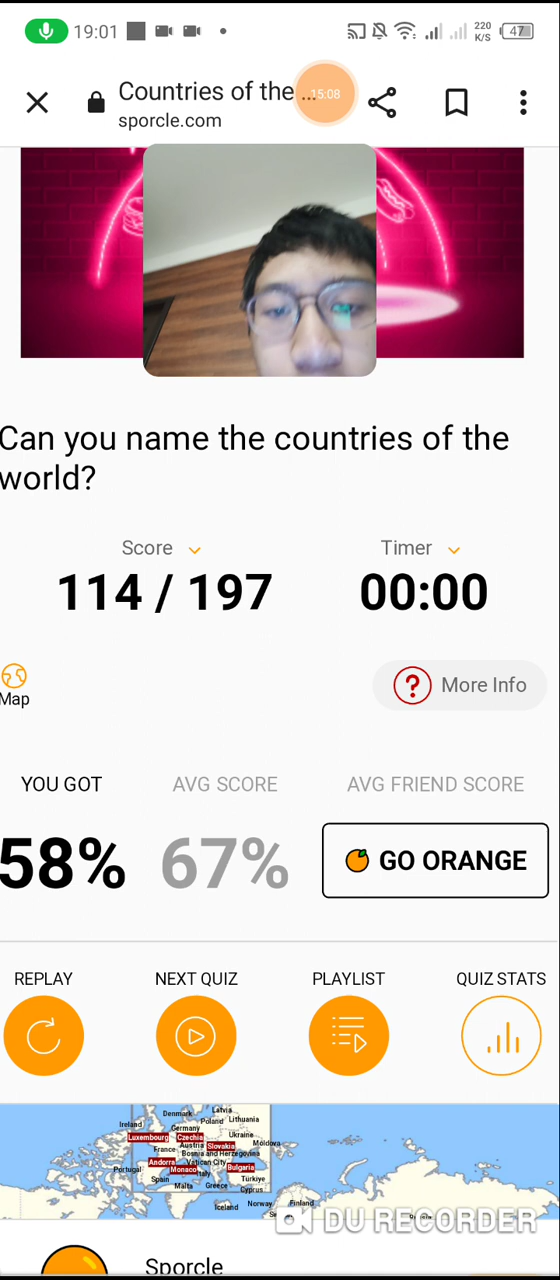 19:01
220
K/S
47
Countries of the ...
15:08
sporcle.com
Can you name the countries of the
world?
Score
Timer
114 / 197
00:00
Map
? More Info
YOU GOT
AVG SCORE
AVG FRIEND SCORE
58%
67%
GO ORANGE
REPLAY
NEXT QUIZ
PLAYLIST
QUIZ STATS
Denmark
Latvia
Ireland
Poland
Lithuania
Germany
Luxembourg
Czechia
Ukraine
France
Austria
Slovakia
Moldova
Bosnia and Herzegovina
Andorra
Vatican City
Portugal
Monaco
Italy
Bulgaria
Spain
Türkiye
Malta
Greece
Cyprus
Iceland
Norway
Finland
DU RECORDER
Sporcle